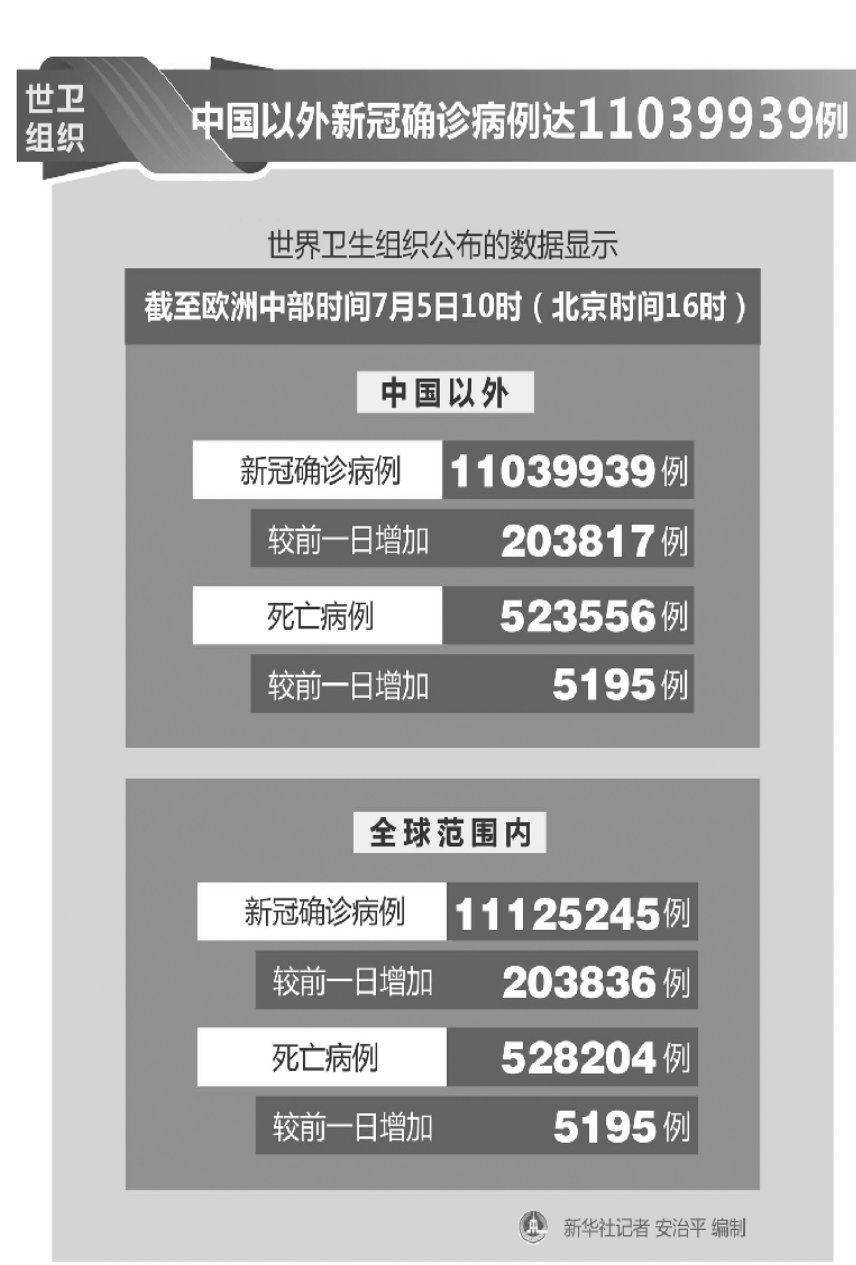 世卫
组织
中国以外新冠确诊病例达11039939例
世界卫生组织公布的数据显示
截至欧洲中部时间7月5日10时（北京时间16时）
中国以外
新冠确诊病例 11039939例
较前一日增加 203817例
死亡病例 523556例
较前一日增加 5195例
全球范围内
新冠确诊病例 11125245例
较前一日增加 203836例
死亡病例 528204例
较前一日增加 5195例
新华社记者 安治平 编制